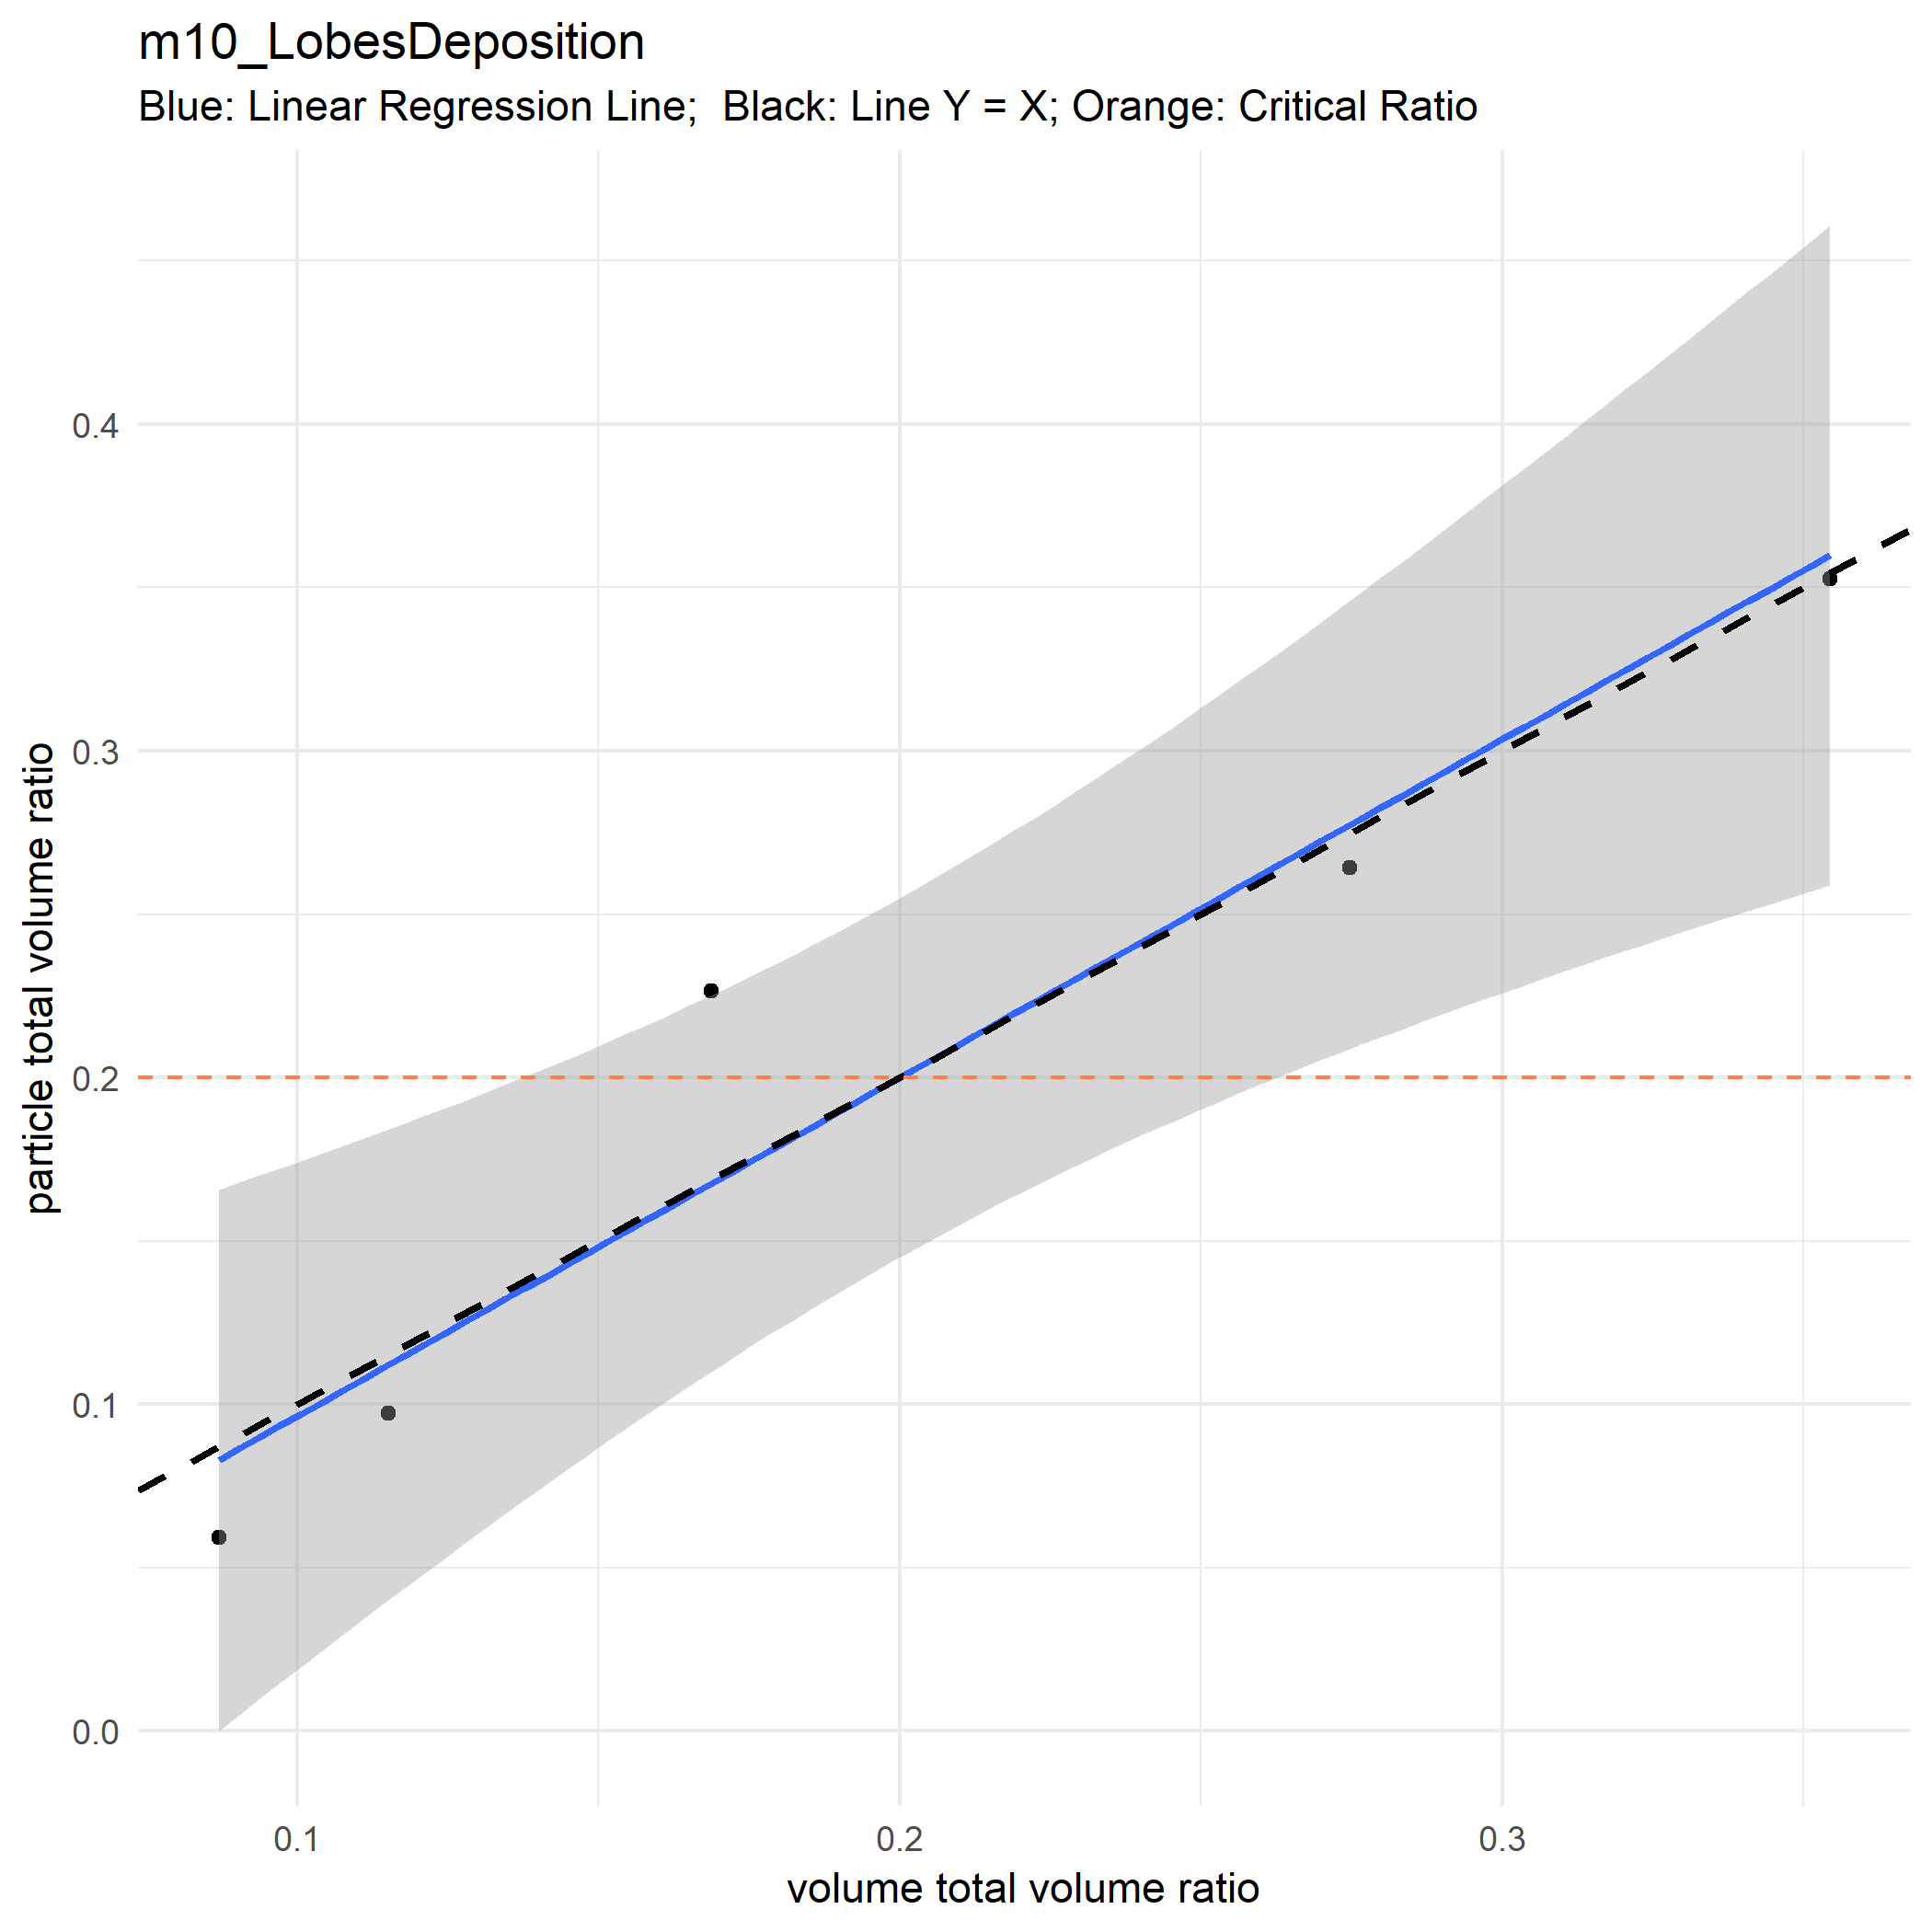 m10_LobesDeposition
Blue: Linear Regression Line;  Black: Line Y = X; Orange: Critical Ratio
particle total volume ratio
0.4
0.3
0.2
0.1
0.0
0.1
0.2
0.3
volume total volume ratio